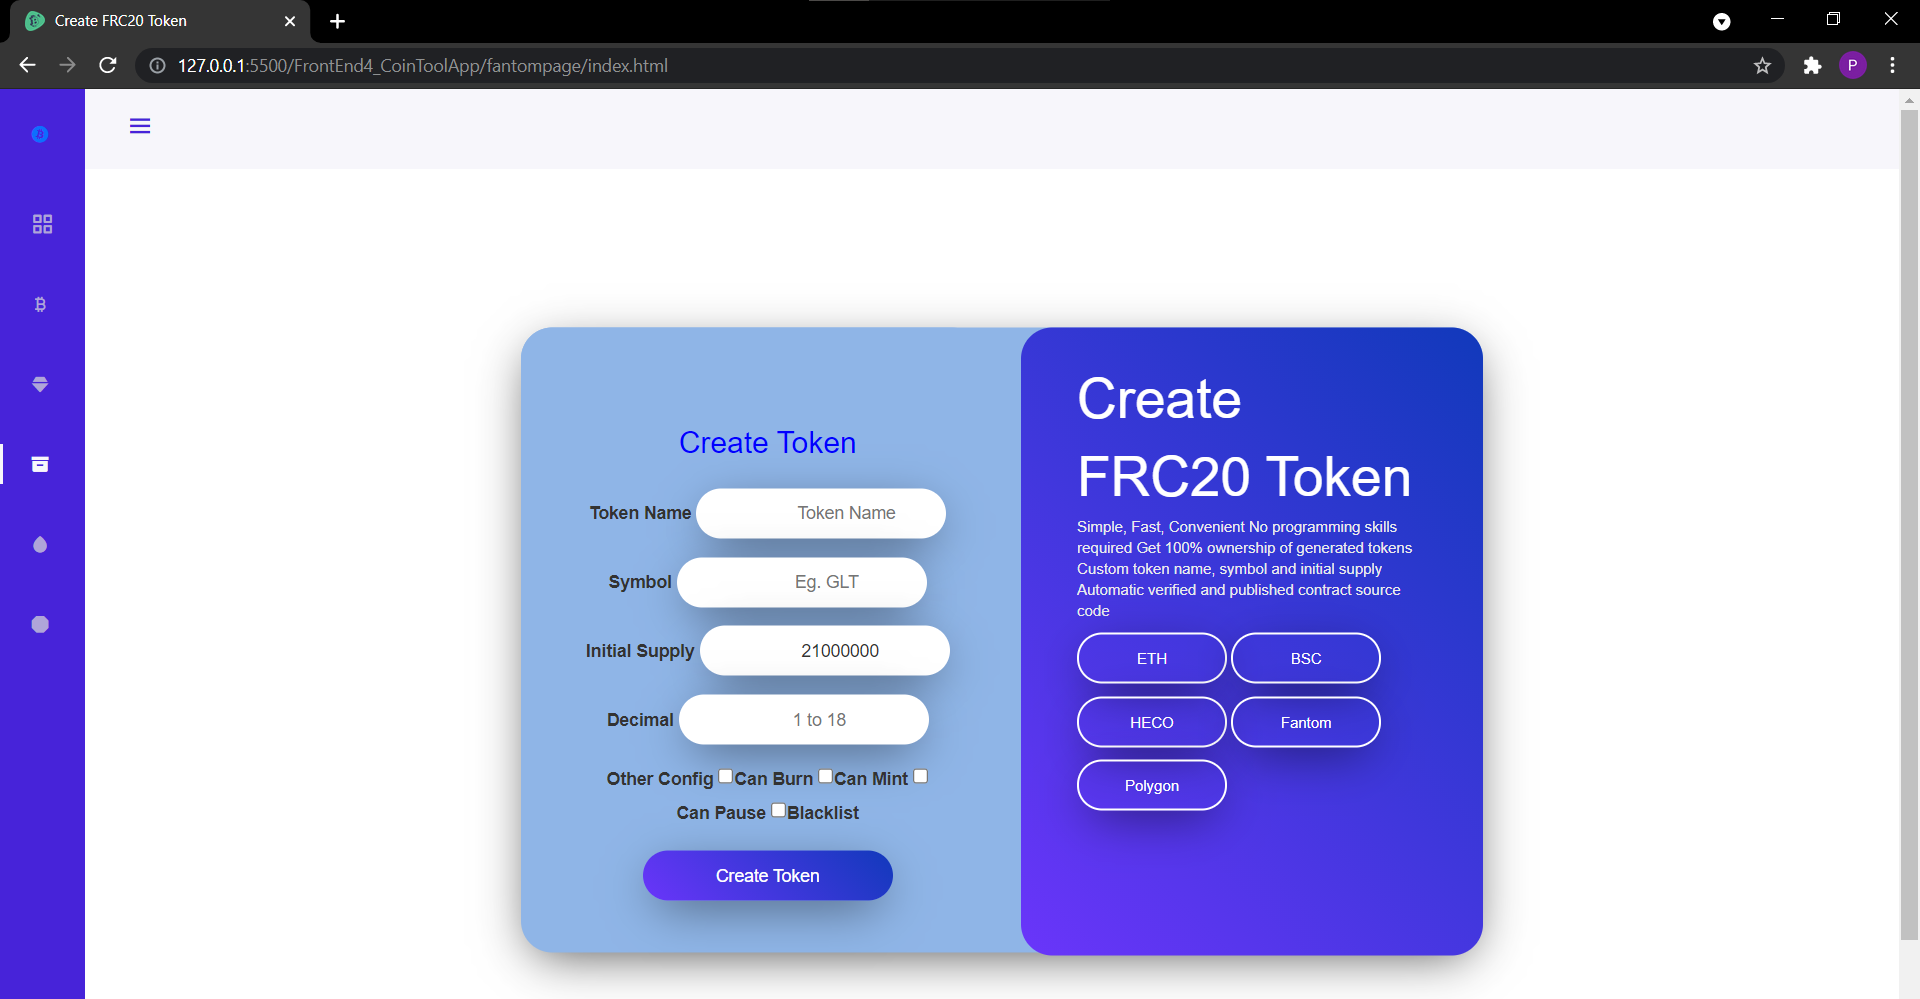 Create FRC20 Token
127.0.0.1:5500/FrontEnd4_CoinToolApp/fantompage/index.html
P
Create Token
Token Name Token Name
Symbol Eg. GLT
Initial Supply 21000000
Decimal 1 to 18
Other Config Can Burn Can Mint
Can Pause Blacklist
Create Token
Create
FRC20 Token
Simple, Fast, Convenient No programming skills
required Get 100% ownership of generated tokens
Custom token name, symbol and initial supply
Automatic verified and published contract source
code
ETH BSC
HECO Fantom
Polygon